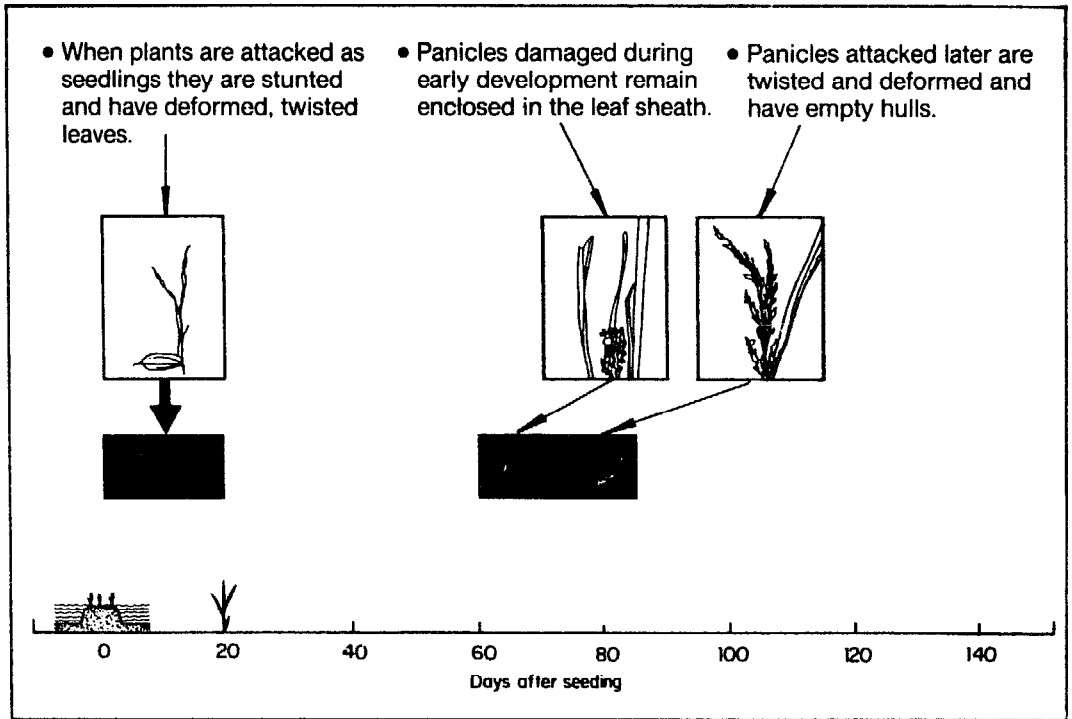 • When plants are attacked as
seedlings they are stunted
and have deformed, twisted
leaves.
• Panicles damaged during
early development remain
enclosed in the leaf sheath.
• Panicles attacked later are
twisted and deformed and
have empty hulls.
0 20 40 60 80 100 120 140
Days after seeding